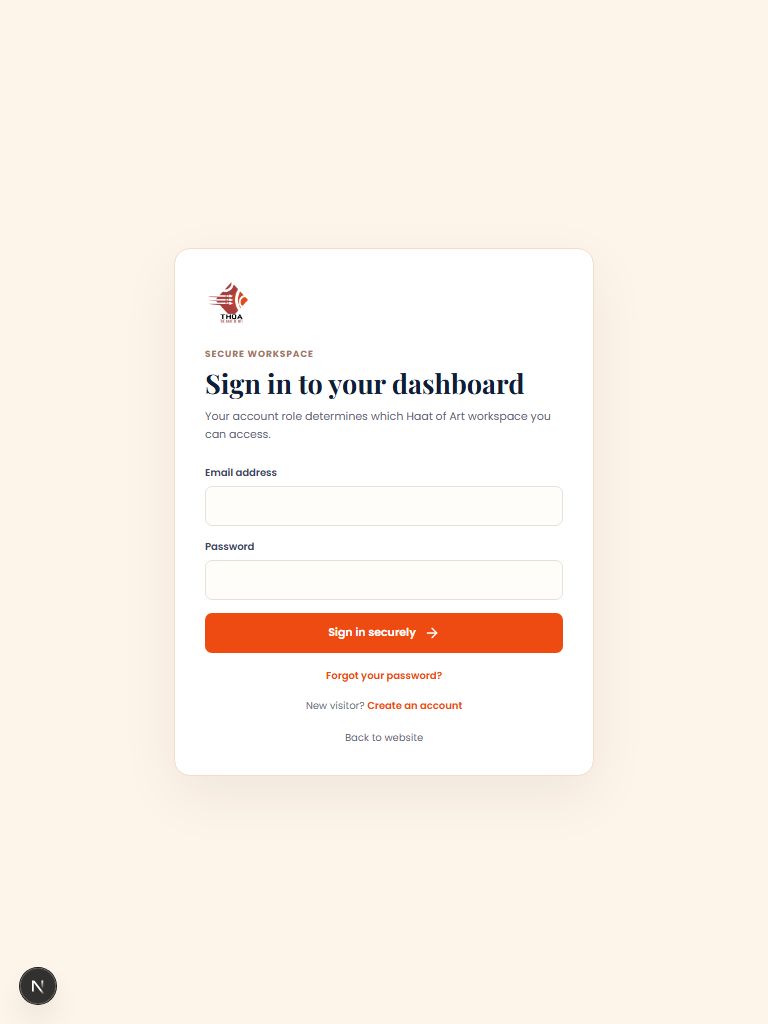 THOA
SECURE WORKSPACE
Sign in to your dashboard
Your account role determines which Haat of Art workspace you
can access.
Email address
Password
Sign in securely
Forgot your password?
New visitor? Create an account
Back to website
N